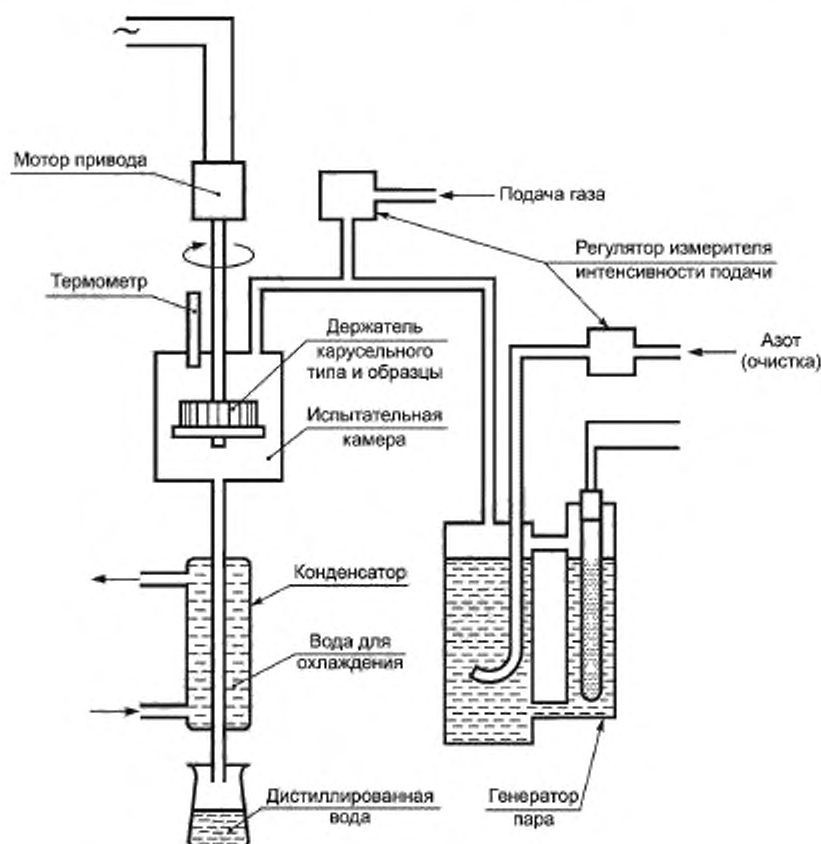 ~
Мотор привода
Подача газа
Регулятор измерителя
интенсивности подачи
Термометр
Держатель
карусельного
типа и образцы
Азот
(очистка)
Испытательная
камера
Конденсатор
Вода для
охлаждения
Дистиллированная
вода
Генератор
пара